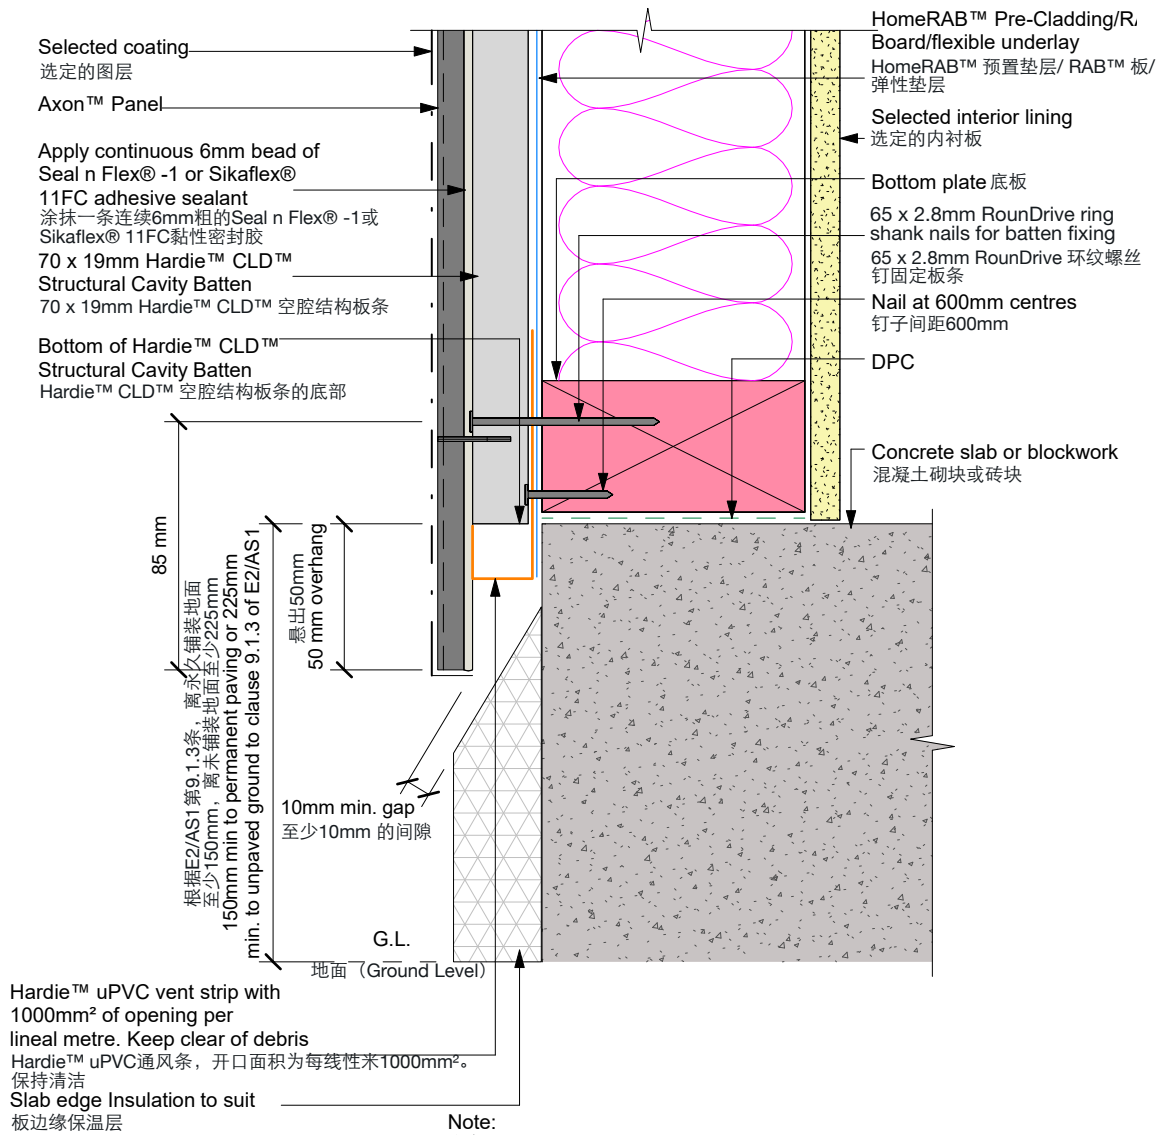 Selected coating
选定的图层
Axon™ Panel
Apply continuous 6mm bead of
Seal n Flex® -1 or Sikaflex®
11FC adhesive sealant
涂抹一条连续6mm粗的Seal n Flex® -1或
Sikaflex® 11FC黏性密封胶
70 x 19mm Hardie™ CLD™
Structural Cavity Batten
70 x 19mm Hardie™ CLD™ 空腔结构板条
Bottom of Hardie™ CLD™
Structural Cavity Batten
Hardie™ CLD™ 空腔结构板条的底部
HomeRAB™ Pre-Cladding/RA
Board/flexible underlay
HomeRAB™ 预置垫层/ RAB™ 板/
弹性垫层
Selected interior lining
选定的内衬板
Bottom plate 底板
65 x 2.8mm RounDrive ring
shank nails for batten fixing
65 x 2.8mm RounDrive 环纹螺丝
钉固定板条
Nail at 600mm centres
钉子间距600mm
DPC
Concrete slab or blockwork
混凝土砌块或砖块
85 mm
根据E2/AS1第9.1.3条，离永久铺装地面
至少150mm，离未铺装地面至少225mm
150mm min to permanent paving or 225mm
min. to unpaved ground to clause 9.1.3 of E2/AS1
悬出50mm
50 mm overhang
10mm min. gap
至少10mm 的间隙
G.L.
地面（Ground Level）
Hardie™ uPVC vent strip with
1000mm² of opening per
lineal metre. Keep clear of debris
Hardie™ uPVC通风条，开口面积为每线性米1000mm²。
保持清洁
Slab edge Insulation to suit
板边缘保温层
Note: